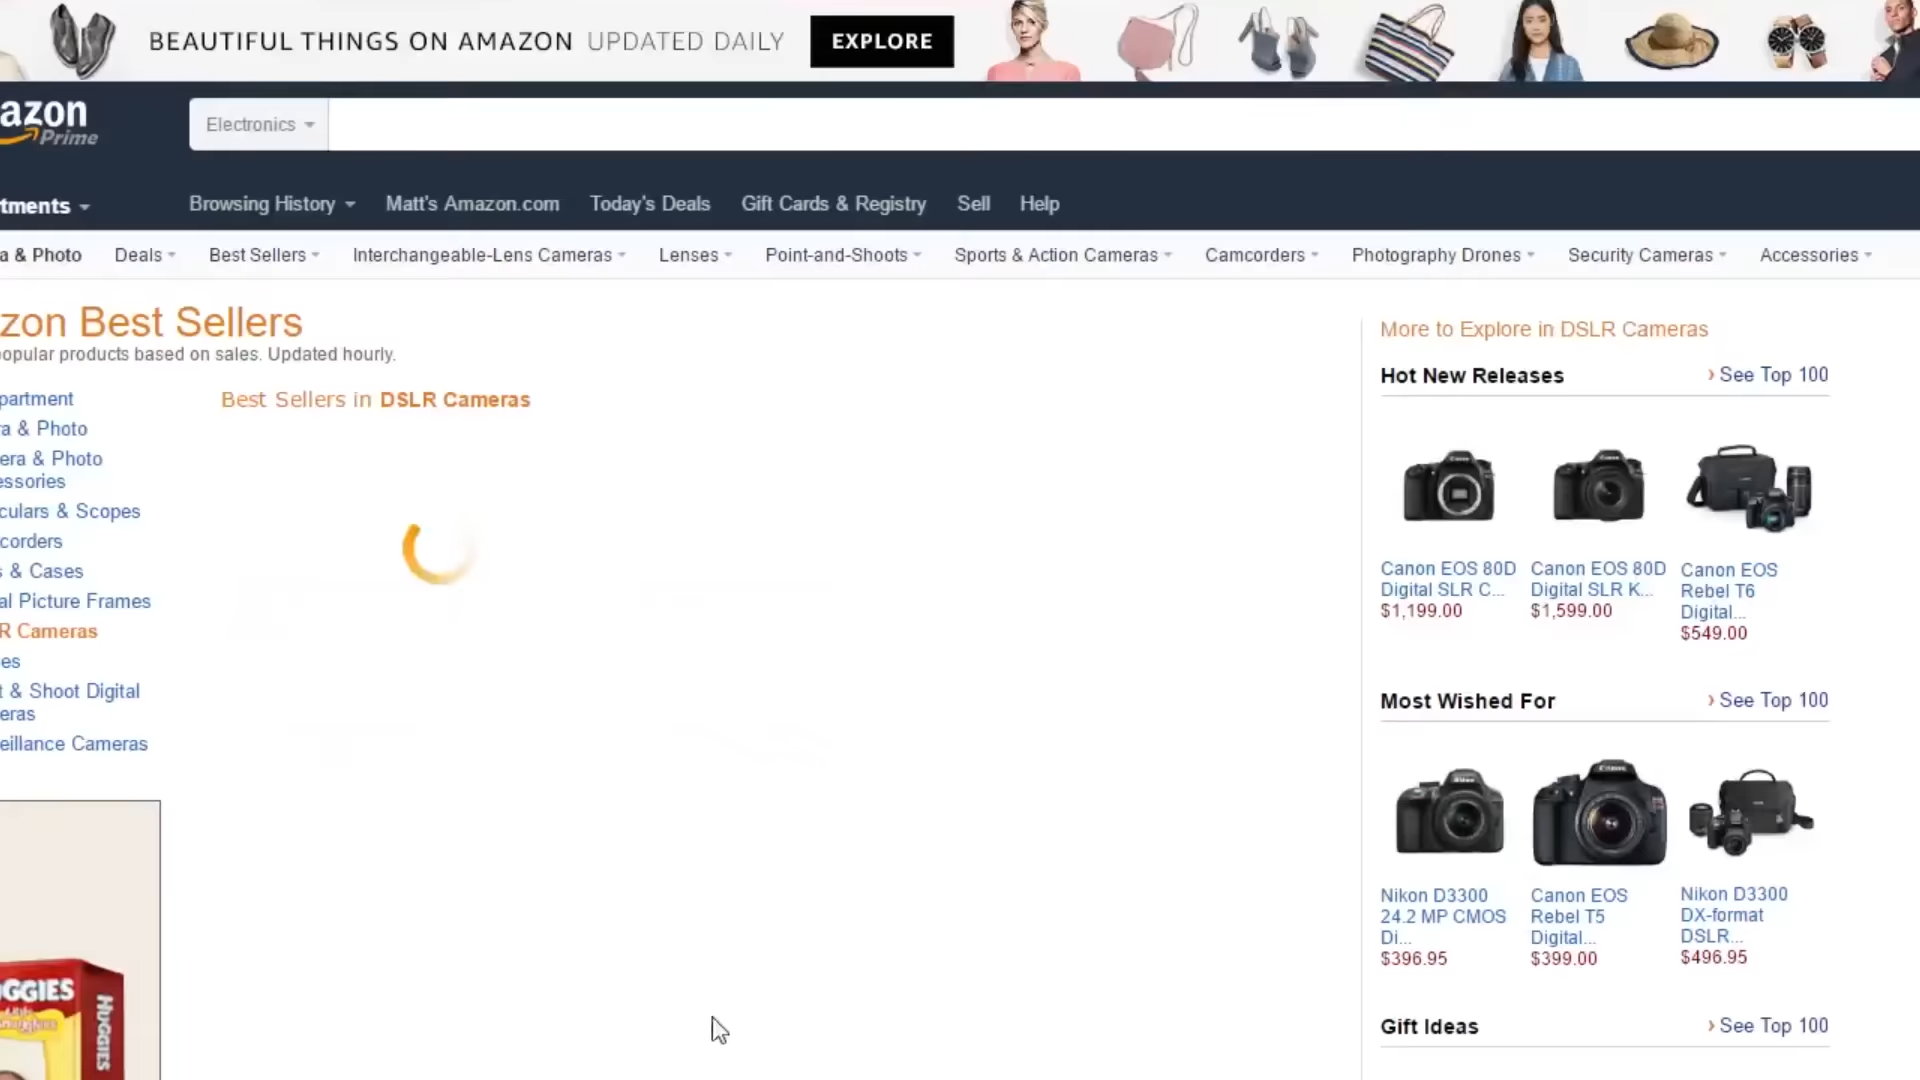 BEAUTIFUL THINGS ON AMAZON UPDATED DAILY EXPLORE
azon
Prime
Electronics
tments
Browsing History Matt's Amazon.com Today's Deals Gift Cards & Registry Sell Help
a & Photo Deals Best Sellers Interchangeable-Lens Cameras Lenses Point-and-Shoots Sports & Action Cameras Camcorders Photography Drones Security Cameras Accessories
zon Best Sellers
opular products based on sales. Updated hourly.
partment
a & Photo
era & Photo
essories
culars & Scopes
corders
s & Cases
al Picture Frames
R Cameras
es
t & Shoot Digital
eras
eillance Cameras
GGIES
HUGGIES
Best Sellers in DSLR Cameras
More to Explore in DSLR Cameras
Hot New Releases › See Top 100
Canon EOS 80D
Digital SLR C...
$1,199.00
Canon EOS 80D
Digital SLR K...
$1,599.00
Canon EOS
Rebel T6
Digital...
$549.00
Most Wished For › See Top 100
Nikon D3300
24.2 MP CMOS
Di...
$396.95
Canon EOS
Rebel T5
Digital...
$399.00
Nikon D3300
DX-format
DSLR...
$496.95
Gift Ideas › See Top 100